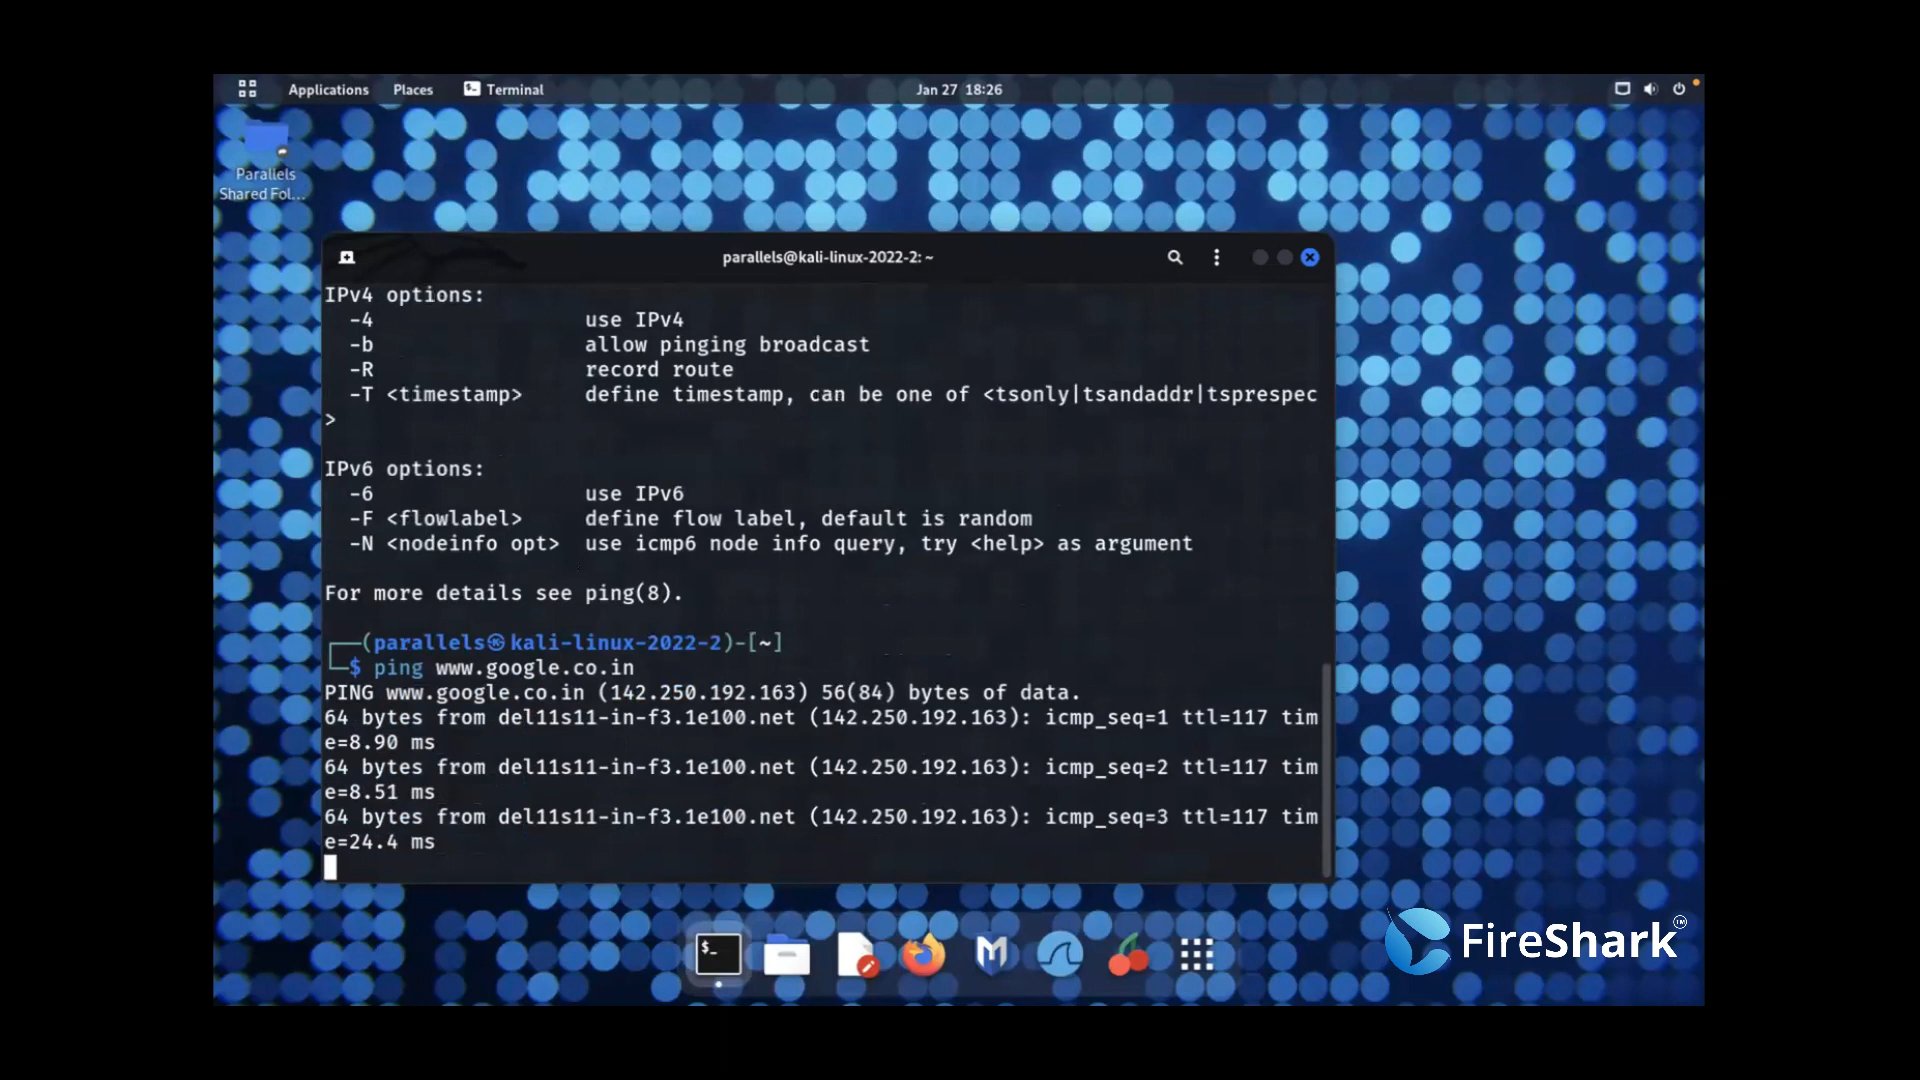 Applications Places Terminal Jan 27 18:26
Parallels
Shared Fol...
parallels@kali-linux-2022-2: ~
IPv4 options:
-4 use IPv4
-b allow pinging broadcast
-R record route
-T <timestamp> define timestamp, can be one of <tsonly|tsandaddr|tsprespec
>
IPv6 options:
-6 use IPv6
-F <flowlabel> define flow label, default is random
-N <nodeinfo opt> use icmp6 node info query, try <help> as argument
For more details see ping(8).
┌──(parallels㉿kali-linux-2022-2)-[~]
└─$ ping www.google.co.in
PING www.google.co.in (142.250.192.163) 56(84) bytes of data.
64 bytes from del11s11-in-f3.1e100.net (142.250.192.163): icmp_seq=1 ttl=117 tim
e=8.90 ms
64 bytes from del11s11-in-f3.1e100.net (142.250.192.163): icmp_seq=2 ttl=117 tim
e=8.51 ms
64 bytes from del11s11-in-f3.1e100.net (142.250.192.163): icmp_seq=3 ttl=117 tim
e=24.4 ms
$_
FireShark™